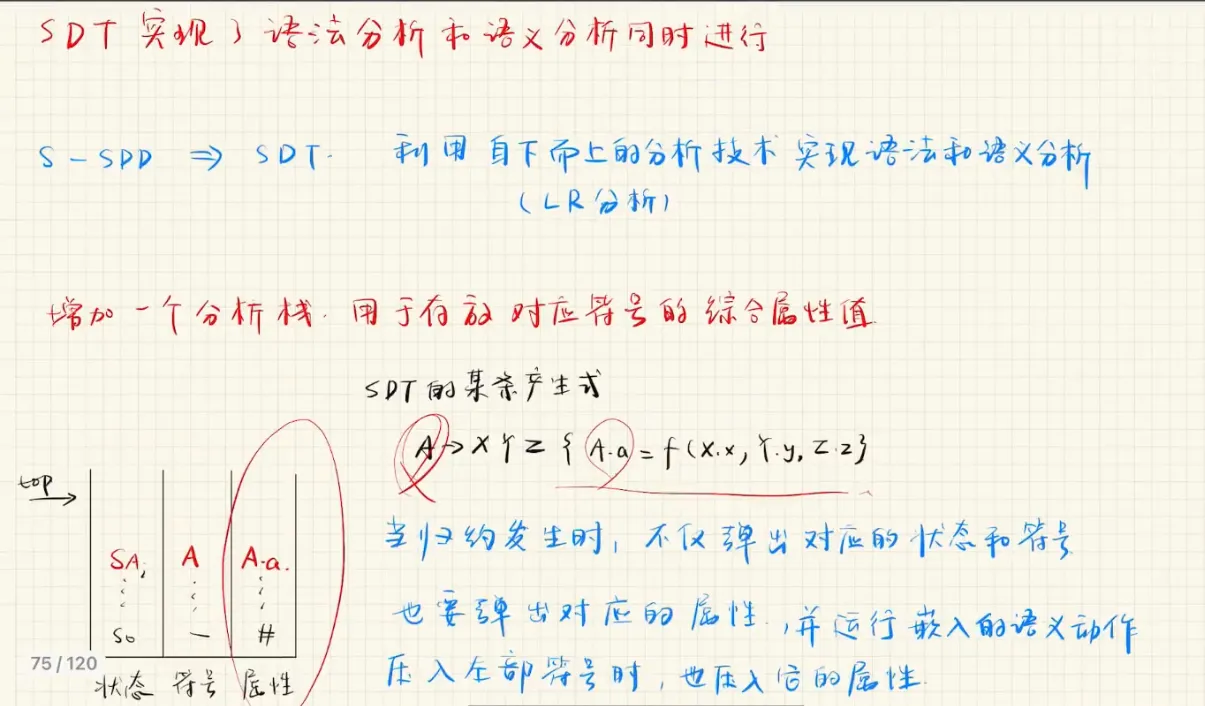 SDT 实现了语法分析和语义分析同时进行
S-SDD ⇒ SDT. 利用自下而上的分析技术实现语法和语义分析
(LR分析)
增加一个分析栈. 用于存放对应符号的综合属性值
SDT的某条产生式
A→XYZ {A.a = f(X.x, Y.y, Z.z}
top
当归约发生时, 不仅弹出对应的状态和符号
SA, A A.a.
也要弹出对应的属性., 并运行嵌入的语义动作
S0 — #
75 / 120
压入左部符号时, 也压入它的属性.
状态 符号 属性